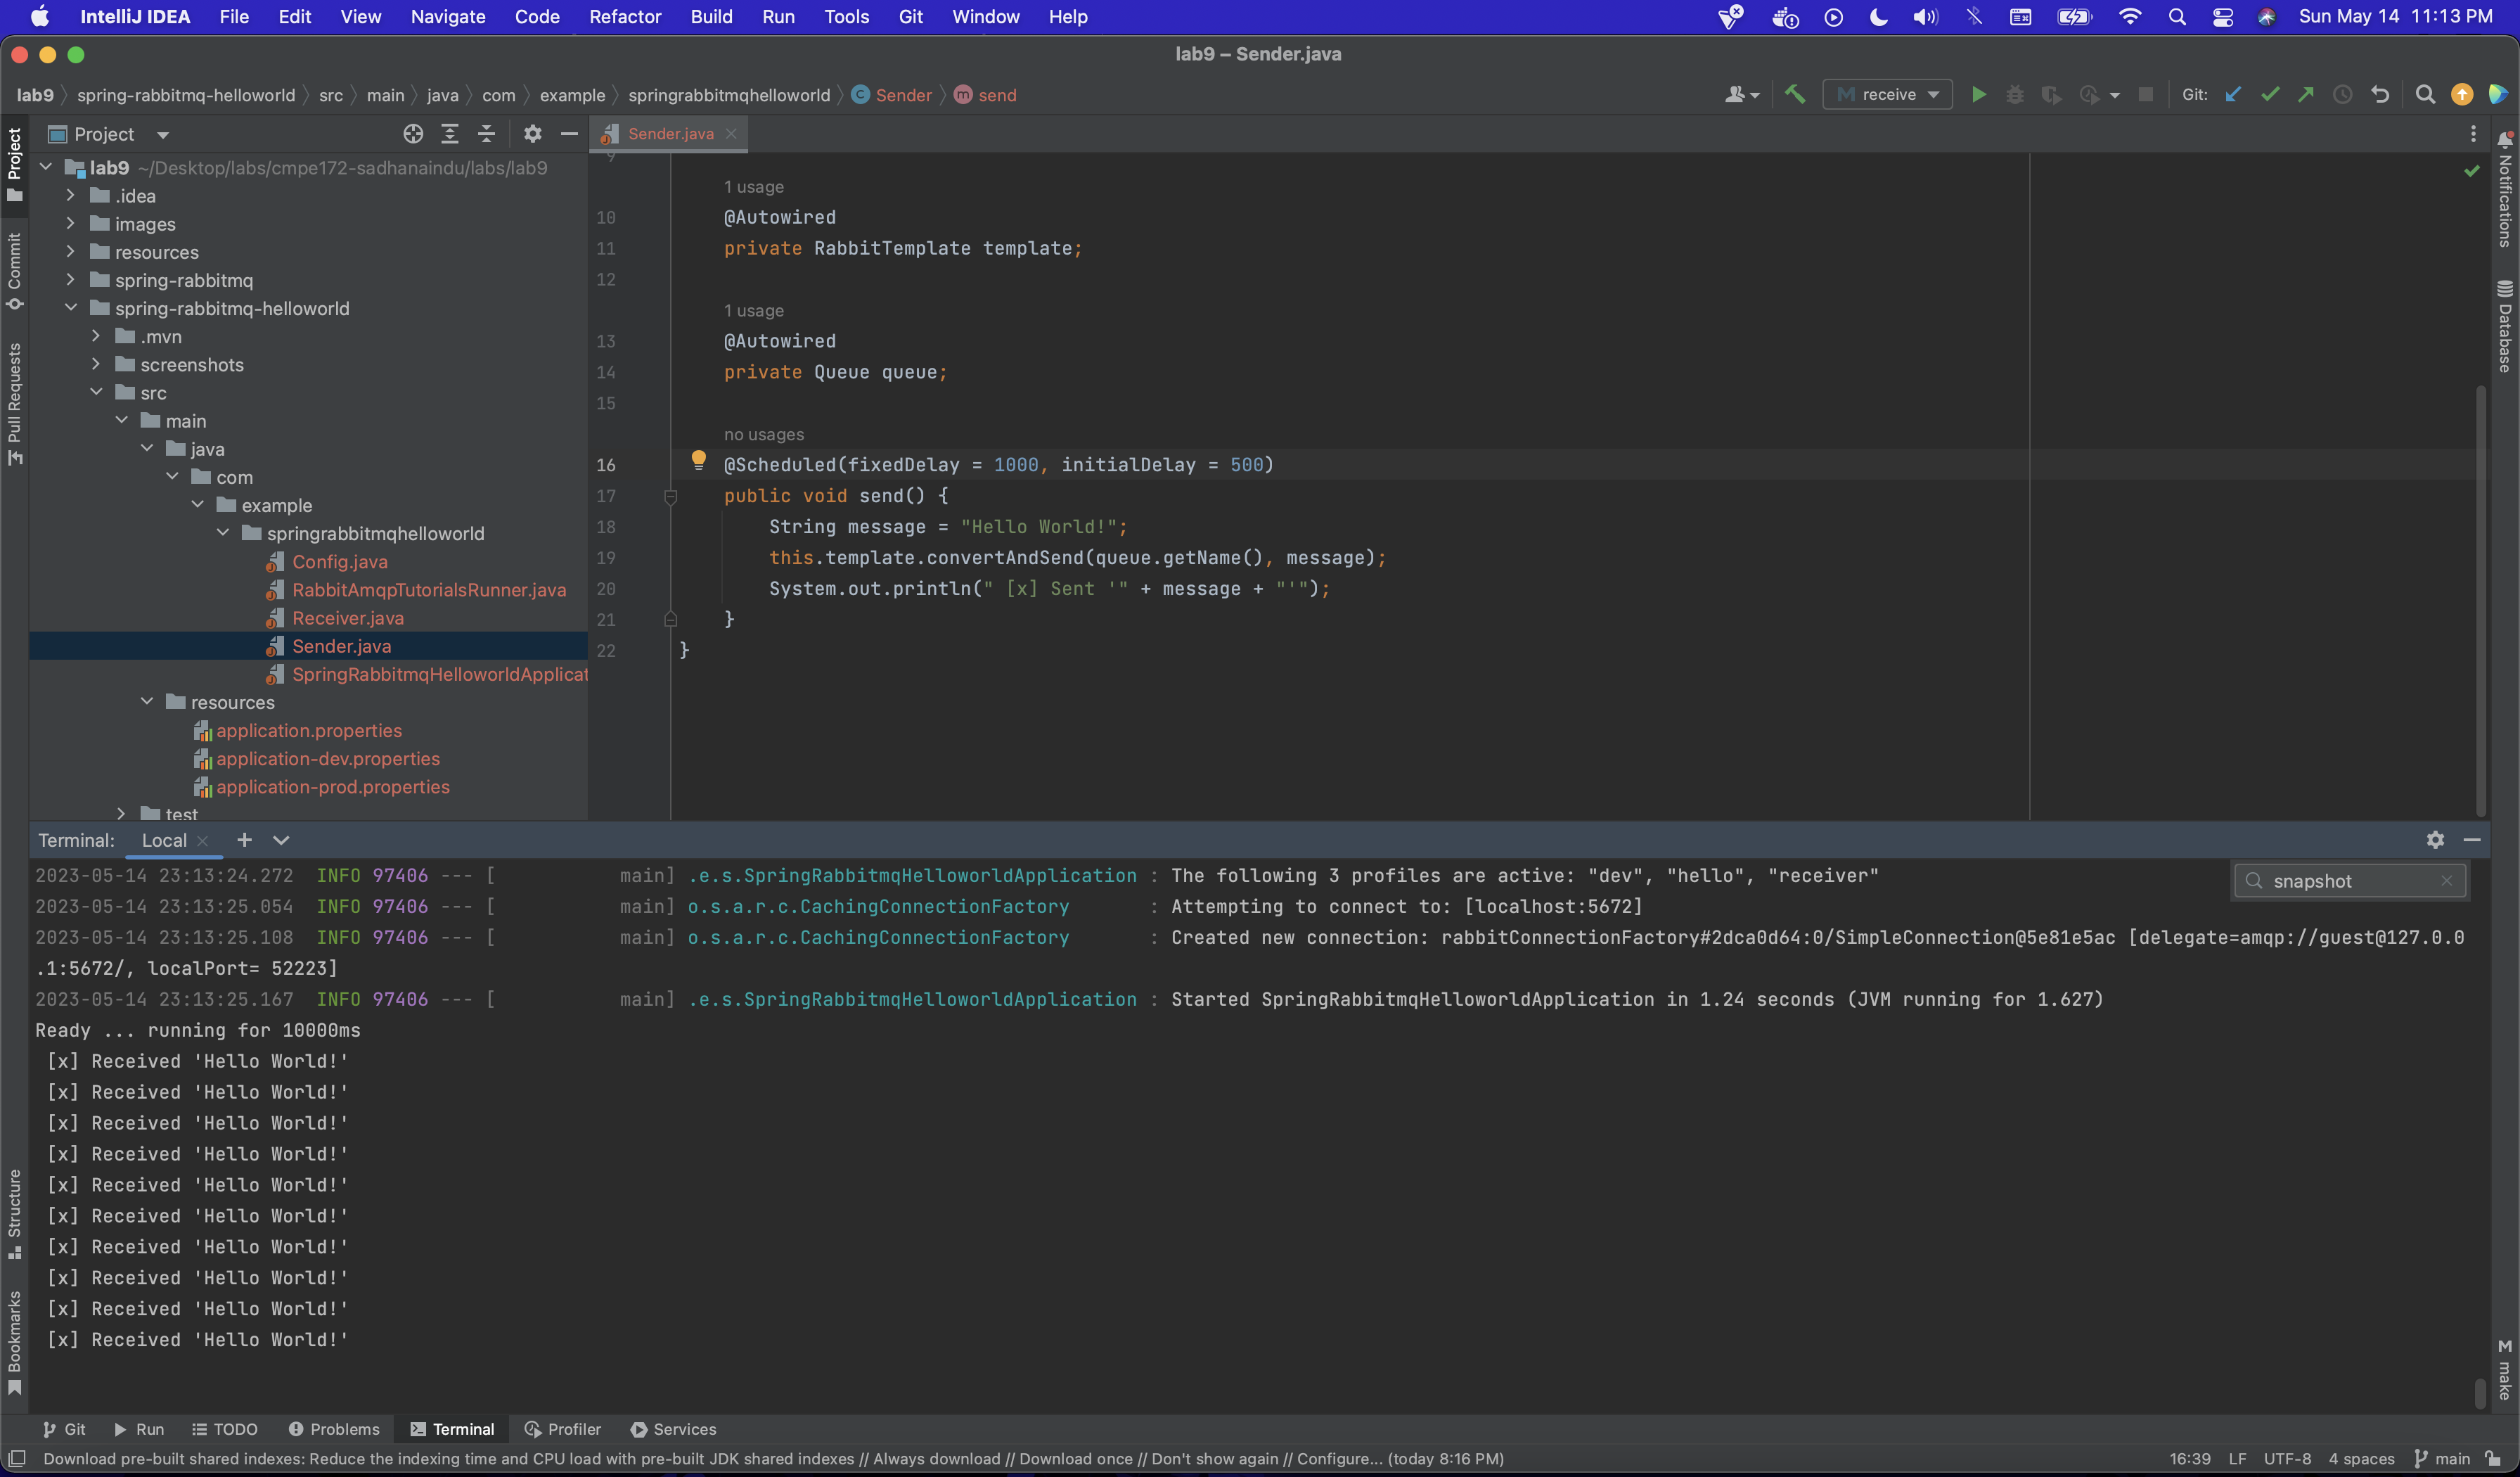 IntelliJ IDEA File Edit View Navigate Code Refactor Build Run Tools Git Window Help Sun May 14 11:13 PM
lab9 – Sender.java
lab9 spring-rabbitmq-helloworld src main java com example springrabbitmqhelloworld C Sender m send receive Git:
Project
Sender.java
lab9 ~/Desktop/labs/cmpe172-sadhanaindu/labs/lab9
.idea
images
resources
spring-rabbitmq
spring-rabbitmq-helloworld
.mvn
screenshots
src
main
java
com
example
springrabbitmqhelloworld
Config.java
RabbitAmqpTutorialsRunner.java
Receiver.java
Sender.java
SpringRabbitmqHelloworldApplicat
resources
application.properties
application-dev.properties
application-prod.properties
test
9
1 usage
10 @Autowired
11 private RabbitTemplate template;
12
1 usage
13 @Autowired
14 private Queue queue;
15
no usages
16 @Scheduled(fixedDelay = 1000, initialDelay = 500)
17 public void send() {
18 String message = "Hello World!";
19 this.template.convertAndSend(queue.getName(), message);
20 System.out.println(" [x] Sent '" + message + "'");
21 }
22 }
Project
Commit
Pull Requests
Structure
Bookmarks
Notifications
Database
M make
Terminal: Local
snapshot
2023-05-14 23:13:24.272 INFO 97406 --- [ main] .e.s.SpringRabbitmqHelloworldApplication : The following 3 profiles are active: "dev", "hello", "receiver"
2023-05-14 23:13:25.054 INFO 97406 --- [ main] o.s.a.r.c.CachingConnectionFactory : Attempting to connect to: [localhost:5672]
2023-05-14 23:13:25.108 INFO 97406 --- [ main] o.s.a.r.c.CachingConnectionFactory : Created new connection: rabbitConnectionFactory#2dca0d64:0/SimpleConnection@5e81e5ac [delegate=amqp://guest@127.0.0
.1:5672/, localPort= 52223]
2023-05-14 23:13:25.167 INFO 97406 --- [ main] .e.s.SpringRabbitmqHelloworldApplication : Started SpringRabbitmqHelloworldApplication in 1.24 seconds (JVM running for 1.627)
Ready ... running for 10000ms
[x] Received 'Hello World!'
[x] Received 'Hello World!'
[x] Received 'Hello World!'
[x] Received 'Hello World!'
[x] Received 'Hello World!'
[x] Received 'Hello World!'
[x] Received 'Hello World!'
[x] Received 'Hello World!'
[x] Received 'Hello World!'
[x] Received 'Hello World!'
Git Run TODO Problems Terminal Profiler Services
Download pre-built shared indexes: Reduce the indexing time and CPU load with pre-built JDK shared indexes // Always download // Download once // Don't show again // Configure... (today 8:16 PM) 16:39 LF UTF-8 4 spaces main